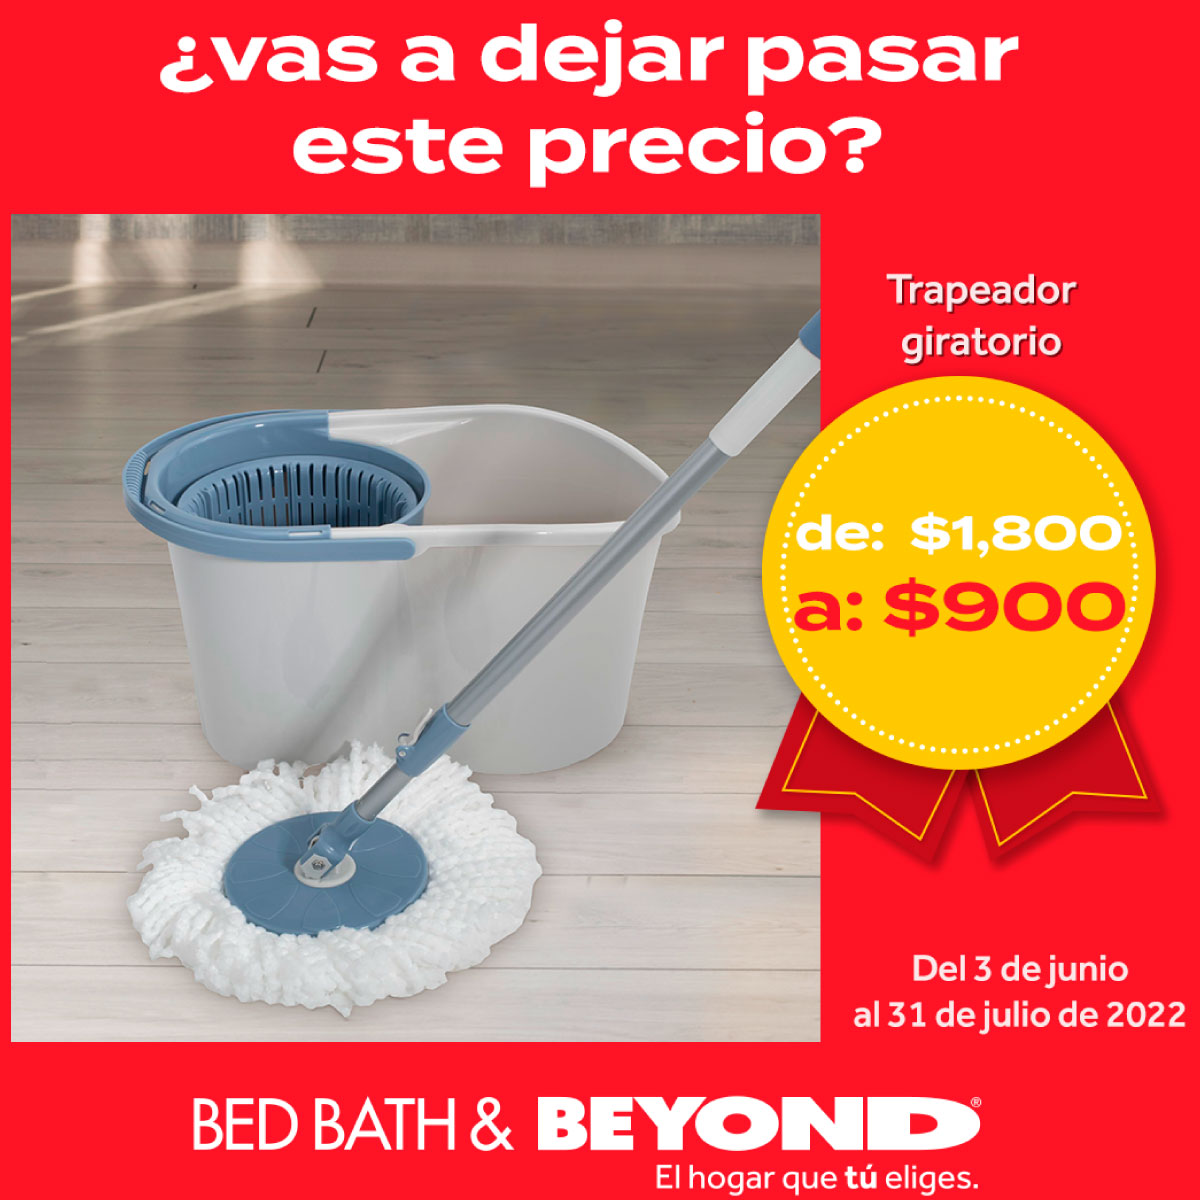 ¿vas a dejar pasar
este precio?
Trapeador
giratorio
de: $1,800
a: $900
Del 3 de junio
al 31 de julio de 2022
BED BATH & BEYOND®
El hogar que tú eliges.